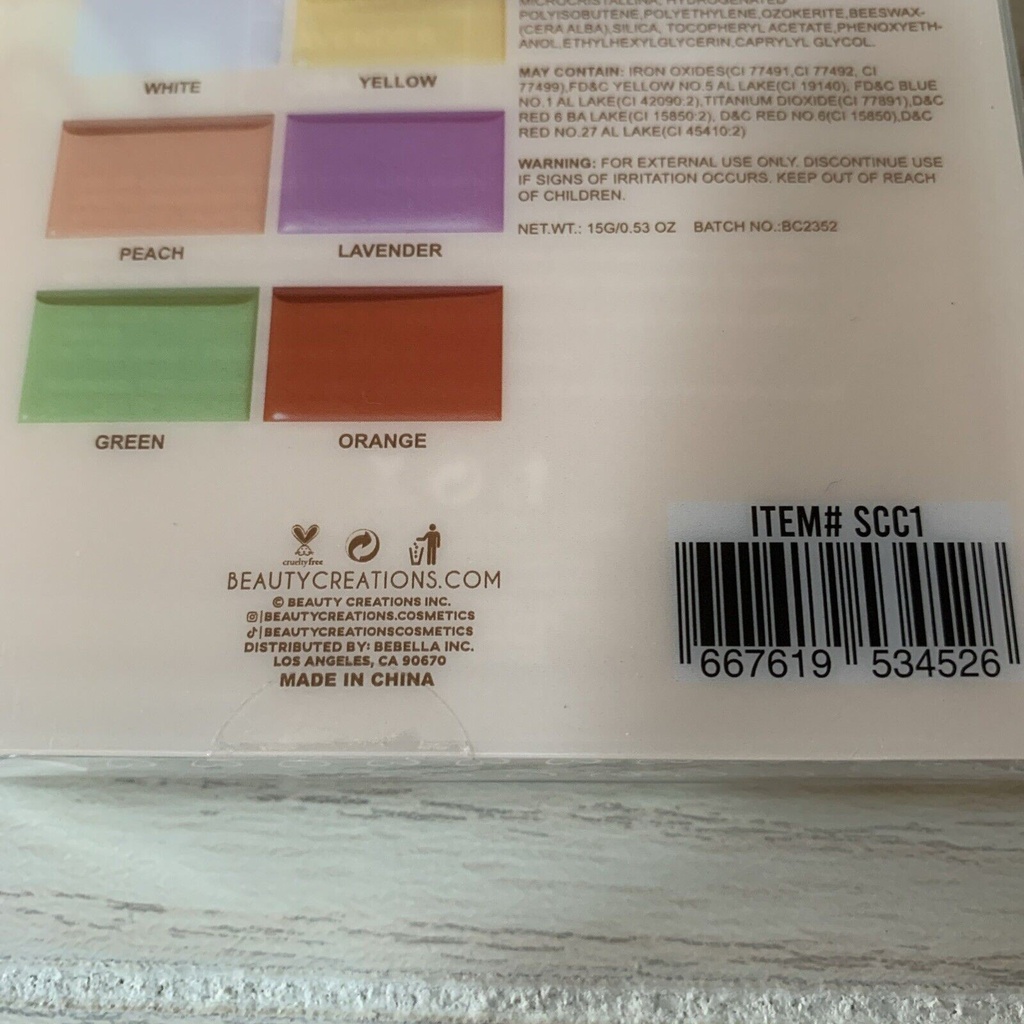 MICROCRISTALLINA, HYDROGENATED
POLYISOBUTENE,POLYETHYLENE,OZOKERITE,BEESWAX-
(CERA ALBA),SILICA, TOCOPHERYL ACETATE,PHENOXYETH-
ANOL,ETHYLHEXYLGLYCERIN,CAPRYLYL GLYCOL.
MAY CONTAIN: IRON OXIDES(CI 77491,CI 77492, CI
77499),FD&C YELLOW NO.5 AL LAKE(CI 19140), FD&C BLUE
NO.1 AL LAKE(CI 42090:2),TITANIUM DIOXIDE(CI 77891),D&C
RED 6 BA LAKE(CI 15850:2), D&C RED NO.6(CI 15850),D&C
RED NO.27 AL LAKE(CI 45410:2)
WARNING: FOR EXTERNAL USE ONLY. DISCONTINUE USE
IF SIGNS OF IRRITATION OCCURS. KEEP OUT OF REACH
OF CHILDREN.
NET.WT.: 15G/0.53 OZ BATCH NO.:BC2352
WHITE
YELLOW
PEACH
LAVENDER
GREEN
ORANGE
crueltyfree
BEAUTYCREATIONS.COM
© BEAUTY CREATIONS INC.
|BEAUTYCREATIONS.COSMETICS
|BEAUTYCREATIONSCOSMETICS
DISTRIBUTED BY: BEBELLA INC.
LOS ANGELES, CA 90670
MADE IN CHINA
ITEM# SCC1
667619 534526